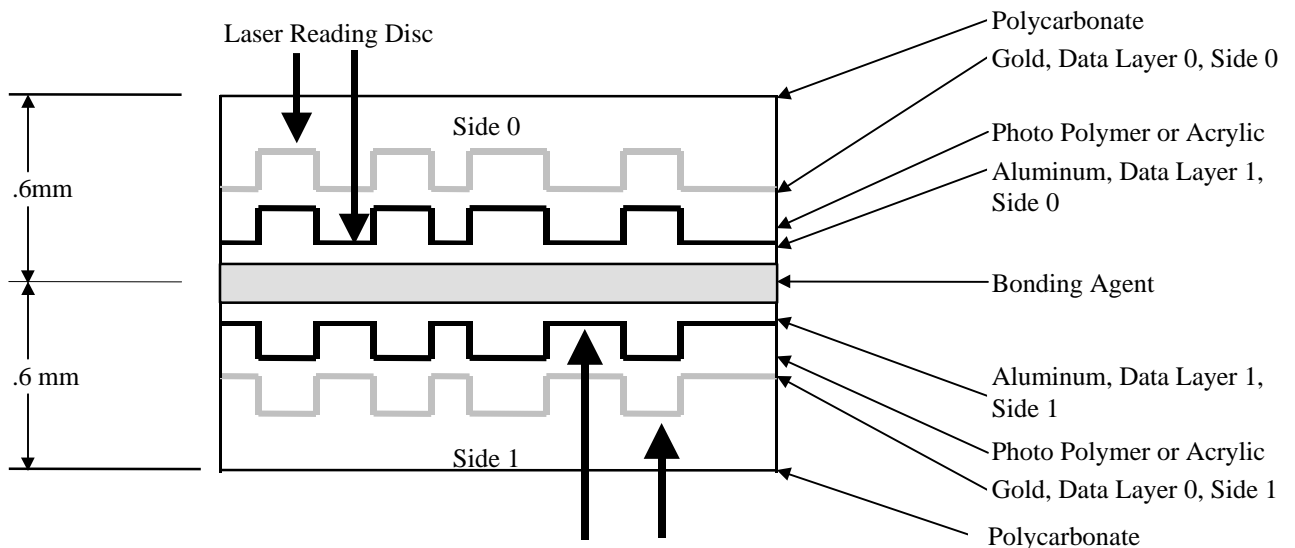 Laser Reading Disc
Polycarbonate
Gold, Data Layer 0, Side 0
Side 0
Photo Polymer or Acrylic
Aluminum, Data Layer 1,
Side 0
.6mm
Bonding Agent
.6 mm
Aluminum, Data Layer 1,
Side 1
Photo Polymer or Acrylic
Side 1
Gold, Data Layer 0, Side 1
Polycarbonate